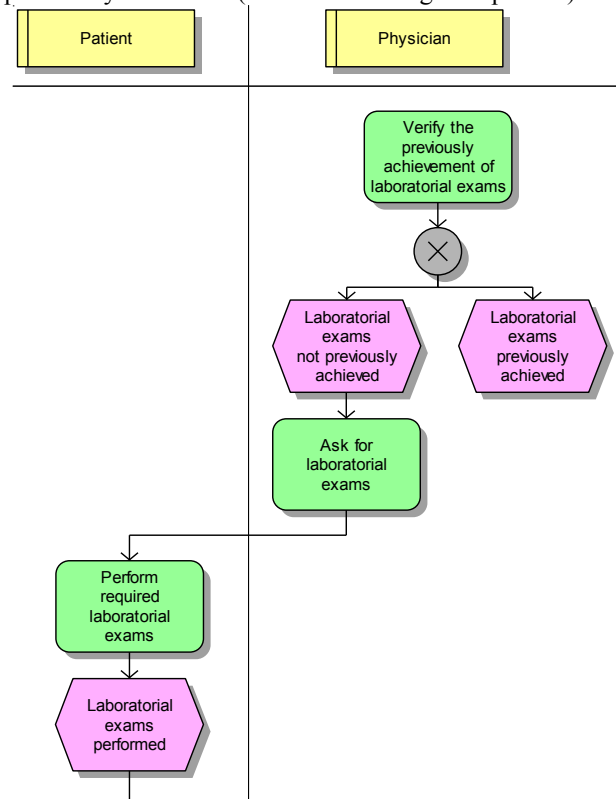 Patient
Physician
Verify the
previously
achievement of
laboratorial exams
Laboratorial
exams
not previously
achieved
Laboratorial
exams
previously
achieved
Ask for
laboratorial
exams
Perform
required
laboratorial
exams
Laboratorial
exams
performed